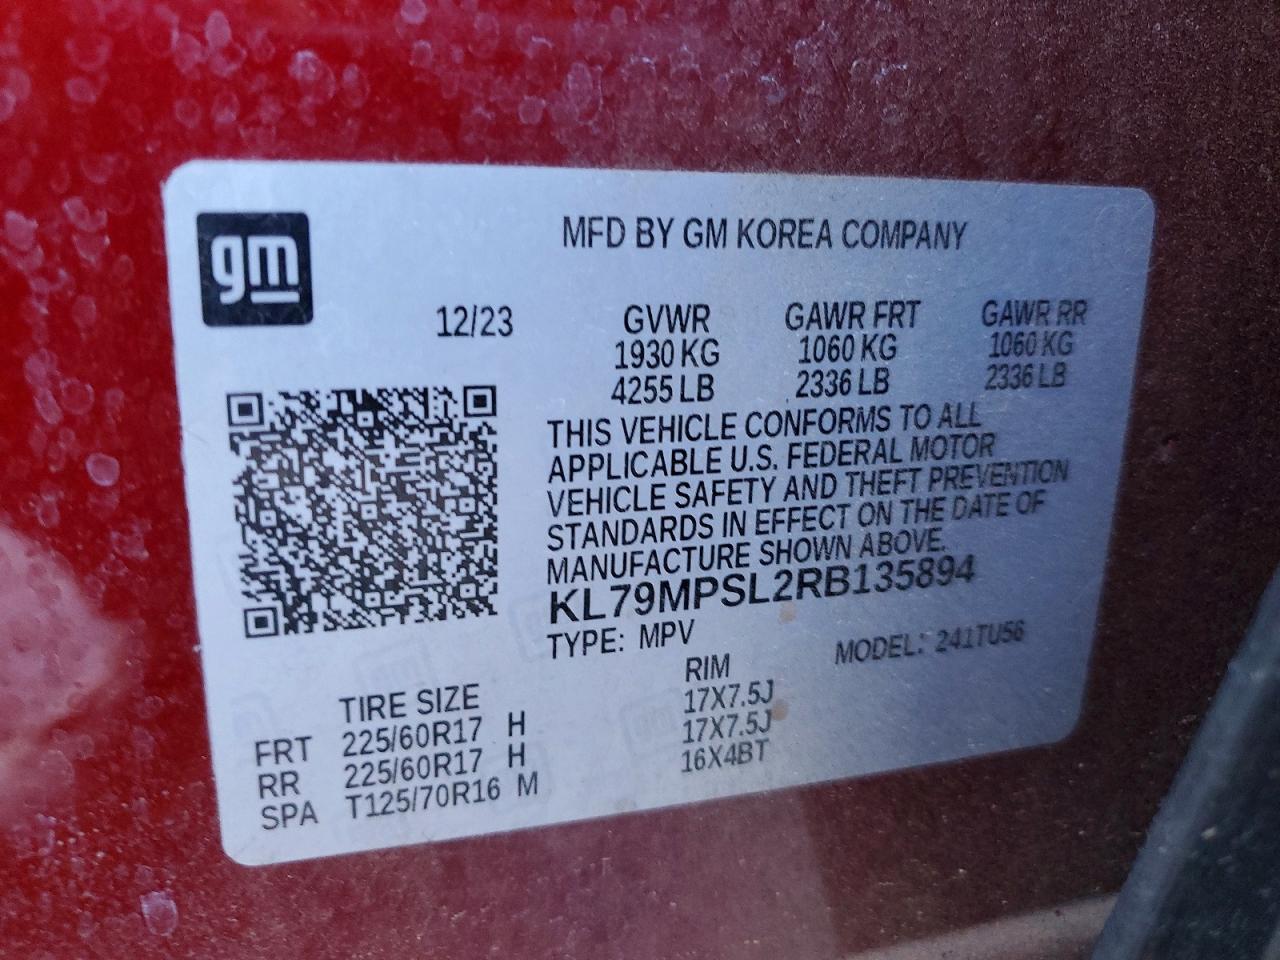 gm
MFD BY GM KOREA COMPANY
12/23 GVWR GAWR FRT GAWR RR
1930 KG 1060 KG 1060 KG
4255 LB 2336 LB 2336 LB
THIS VEHICLE CONFORMS TO ALL
APPLICABLE U.S. FEDERAL MOTOR
VEHICLE SAFETY AND THEFT PREVENTION
STANDARDS IN EFFECT ON THE DATE OF
MANUFACTURE SHOWN ABOVE.
KL79MPSL2RB135894
TYPE: MPV MODEL: 241TU56
TIRE SIZE RIM
FRT 225/60R17 H 17X7.5J
RR 225/60R17 H 17X7.5J
SPA T125/70R16 M 16X4BT